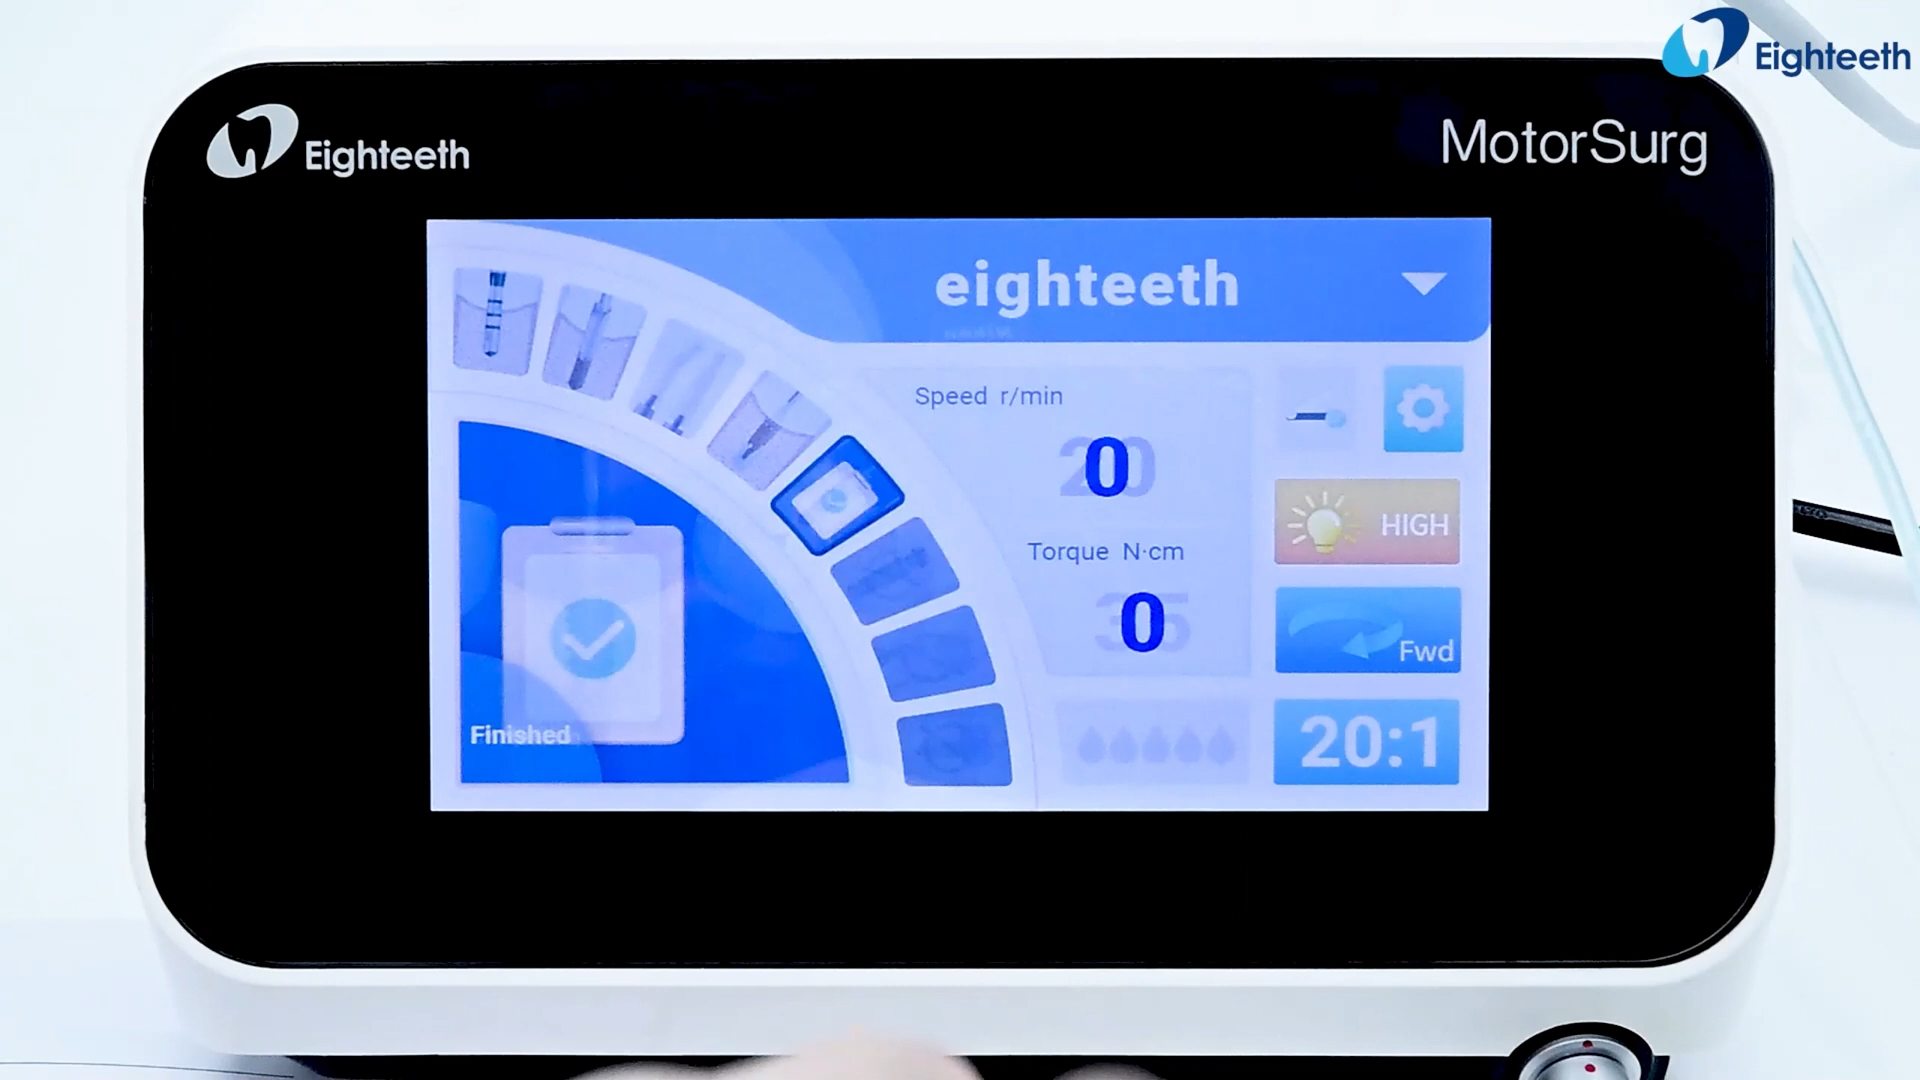 Eighteeth
Eighteeth
MotorSurg
eighteeth
Speed r/min
0
HIGH
Torque N·cm
0
Fwd
Finished
20:1